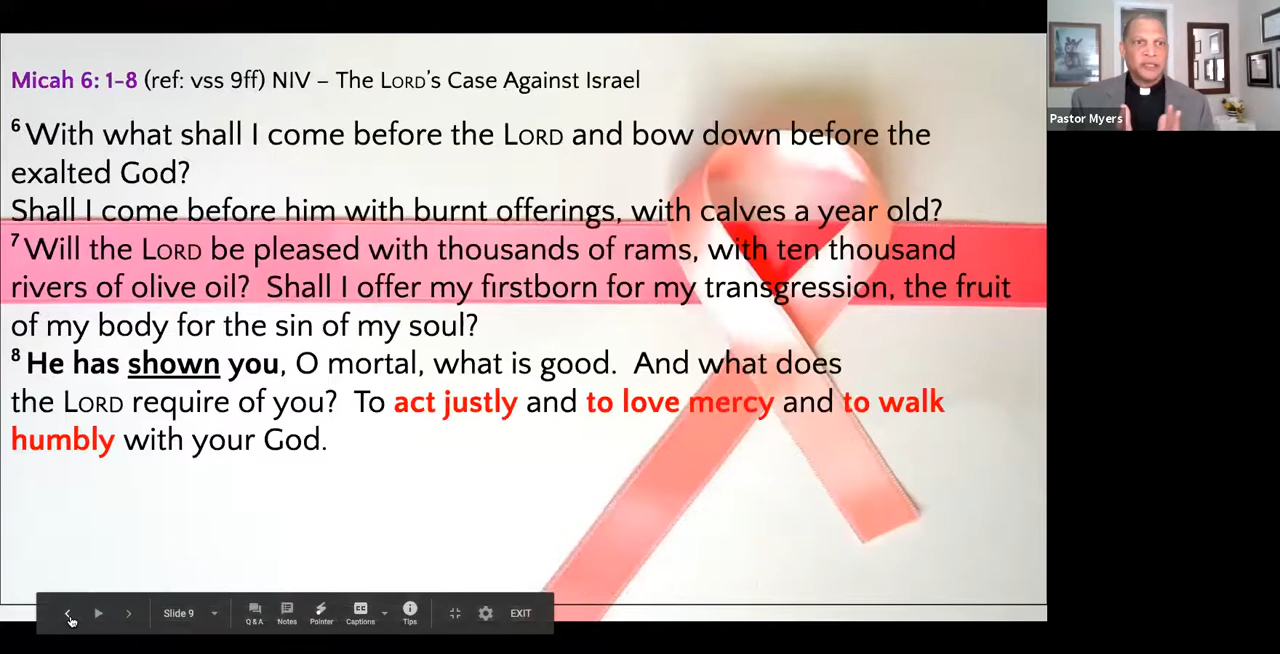 Micah 6: 1-8 (ref: vss 9ff) NIV – The LORD's Case Against Israel
6 With what shall I come before the LORD and bow down before the
exalted God?
Shall I come before him with burnt offerings, with calves a year old?
7 Will the LORD be pleased with thousands of rams, with ten thousand
rivers of olive oil?  Shall I offer my firstborn for my transgression, the fruit
of my body for the sin of my soul?
8 He has shown you, O mortal, what is good.  And what does
the LORD require of you?  To act justly and to love mercy and to walk
humbly with your God.
Pastor Myers
Slide 9
Q & A
Notes
Pointer
Captions
Tips
EXIT